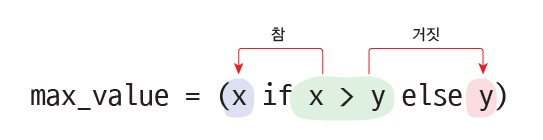 참 거짓
max_value = (x if x > y else y)